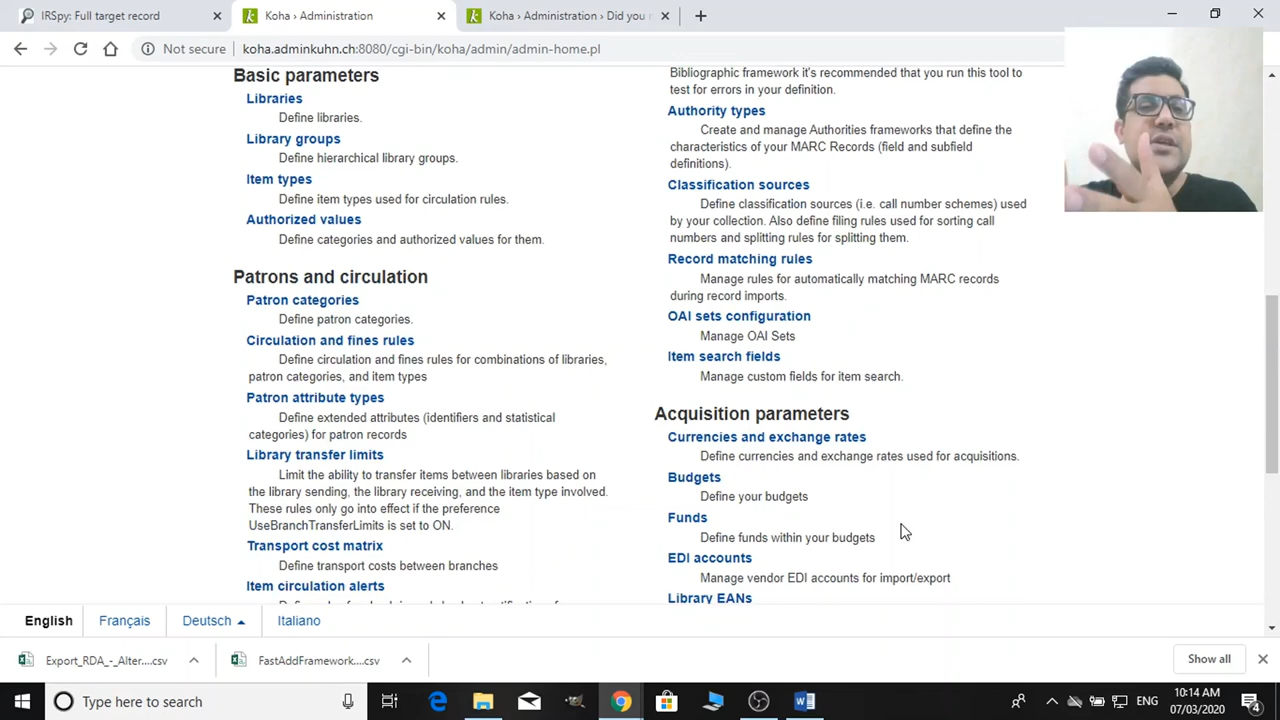 IRSpy: Full target record
Koha › Administration
Koha › Administration › Did you
Not secure
koha.adminkuhn.ch:8080/cgi-bin/koha/admin/admin-home.pl
Basic parameters
Libraries
Define libraries.
Library groups
Define hierarchical library groups.
Item types
Define item types used for circulation rules.
Authorized values
Define categories and authorized values for them.
Patrons and circulation
Patron categories
Define patron categories.
Circulation and fines rules
Define circulation and fines rules for combinations of libraries,
patron categories, and item types
Patron attribute types
Define extended attributes (identifiers and statistical
categories) for patron records
Library transfer limits
Limit the ability to transfer items between libraries based on
the library sending, the library receiving, and the item type involved.
These rules only go into effect if the preference
UseBranchTransferLimits is set to ON.
Transport cost matrix
Define transport costs between branches
Item circulation alerts
Bibliographic framework it's recommended that you run this tool to
test for errors in your definition.
Authority types
Create and manage Authorities frameworks that define the
characteristics of your MARC Records (field and subfield
definitions).
Classification sources
Define classification sources (i.e. call number schemes) used
by your collection. Also define filing rules used for sorting call
numbers and splitting rules for splitting them.
Record matching rules
Manage rules for automatically matching MARC records
during record imports.
OAI sets configuration
Manage OAI Sets
Item search fields
Manage custom fields for item search.
Acquisition parameters
Currencies and exchange rates
Define currencies and exchange rates used for acquisitions.
Budgets
Define your budgets
Funds
Define funds within your budgets
EDI accounts
Manage vendor EDI accounts for import/export
Library EANs
English Français Deutsch Italiano
Export_RDA_-_Alter....csv
FastAddFramework....csv
Show all
Type here to search
ENG
10:14 AM
07/03/2020
4